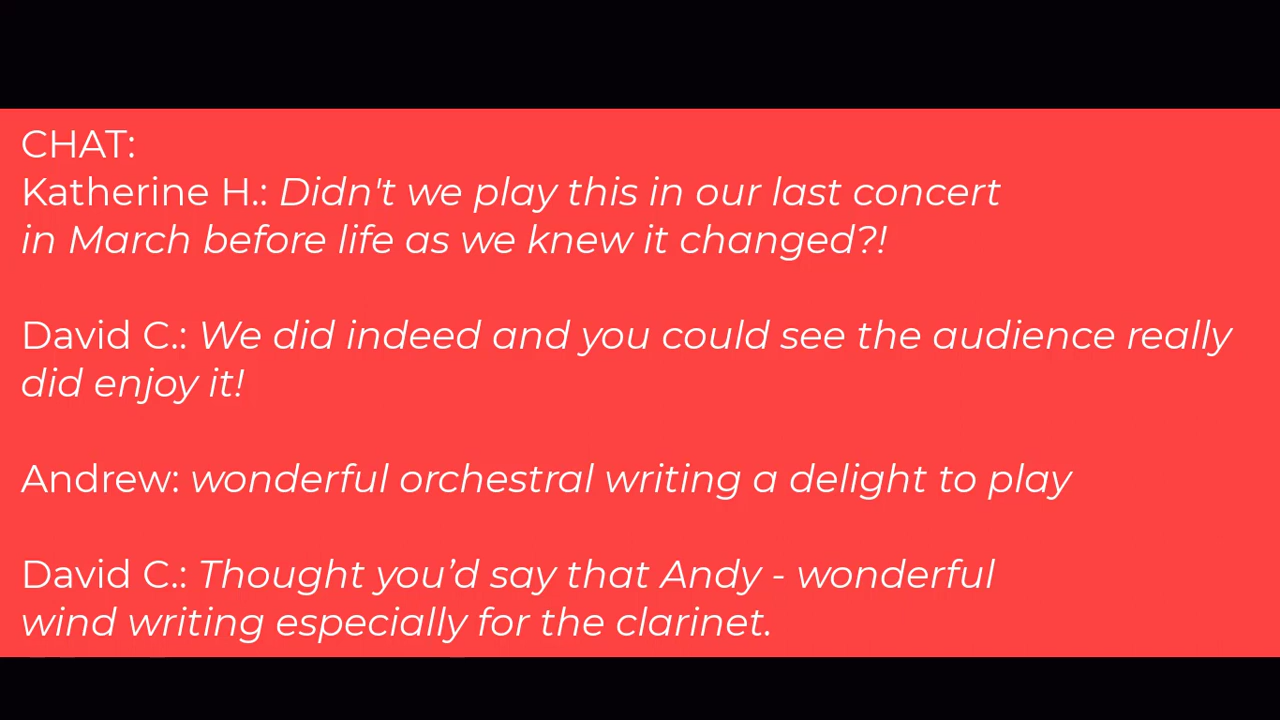 CHAT:
Katherine H.: Didn't we play this in our last concert
in March before life as we knew it changed?!
David C.: We did indeed and you could see the audience really
did enjoy it!
Andrew: wonderful orchestral writing a delight to play
David C.: Thought you’d say that Andy - wonderful
wind writing especially for the clarinet.